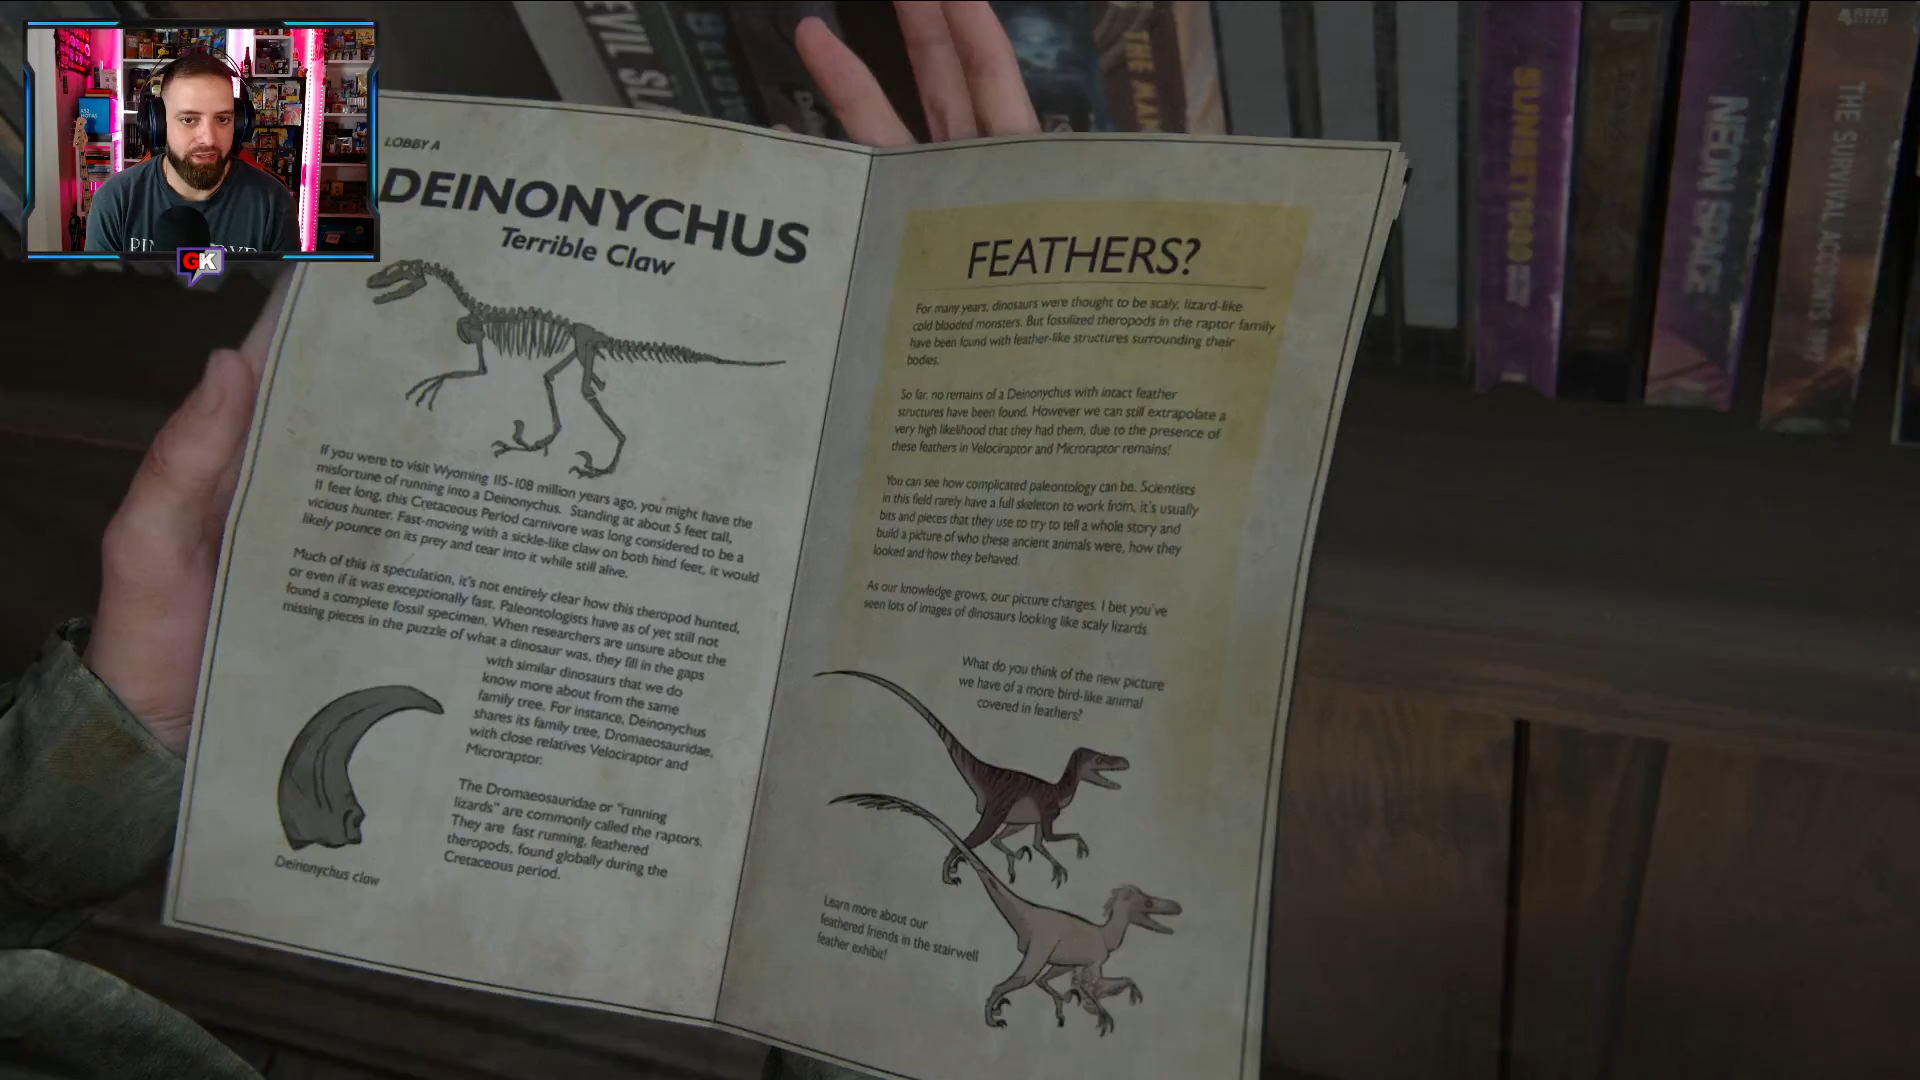 GK
LOBBY A
DEINONYCHUS
Terrible Claw
If you were to visit Wyoming 115-108 million years ago, you might have the
misfortune of running into a Deinonychus. Standing at about 5 feet tall,
11 feet long, this Cretaceous Period carnivore was long considered to be a
vicious hunter. Fast-moving with a sickle-like claw on both hind feet, it would
likely pounce on its prey and tear into it while still alive.
Much of this is speculation, it's not entirely clear how this theropod hunted,
or even if it was exceptionally fast. Paleontologists have as of yet still not
found a complete fossil specimen. When researchers are unsure about the
missing pieces in the puzzle of what a dinosaur was, they fill in the gaps
with similar dinosaurs that we do
know more about from the same
family tree. For instance, Deinonychus
shares its family tree, Dromaeosauridae,
with close relatives Velociraptor and
Microraptor.
The Dromaeosauridae or "running
lizards" are commonly called the raptors.
They are fast running, feathered
theropods, found globally during the
Cretaceous period.
Deinonychus claw
FEATHERS?
For many years, dinosaurs were thought to be scaly, lizard-like
cold blooded monsters. But fossilized theropods in the raptor family
have been found with feather-like structures surrounding their
bodies.
So far, no remains of a Deinonychus with intact feather
structures have been found. However we can still extrapolate a
very high likelihood that they had them, due to the presence of
these feathers in Velociraptor and Microraptor remains!
You can see how complicated paleontology can be. Scientists
in this field rarely have a full skeleton to work from, it's usually
bits and pieces that they use to try to tell a whole story and
build a picture of who these ancient animals were, how they
looked and how they behaved.
As our knowledge grows, our picture changes. I bet you've
seen lots of images of dinosaurs looking like scaly lizards.
What do you think of the new picture
we have of a more bird-like animal
covered in feathers?
Learn more about our
feathered friends in the stairwell
feather exhibit!
THE MAN
SUNSET 1989
NEON SPACE
THE SURVIVAL ACCOUNTS 1997